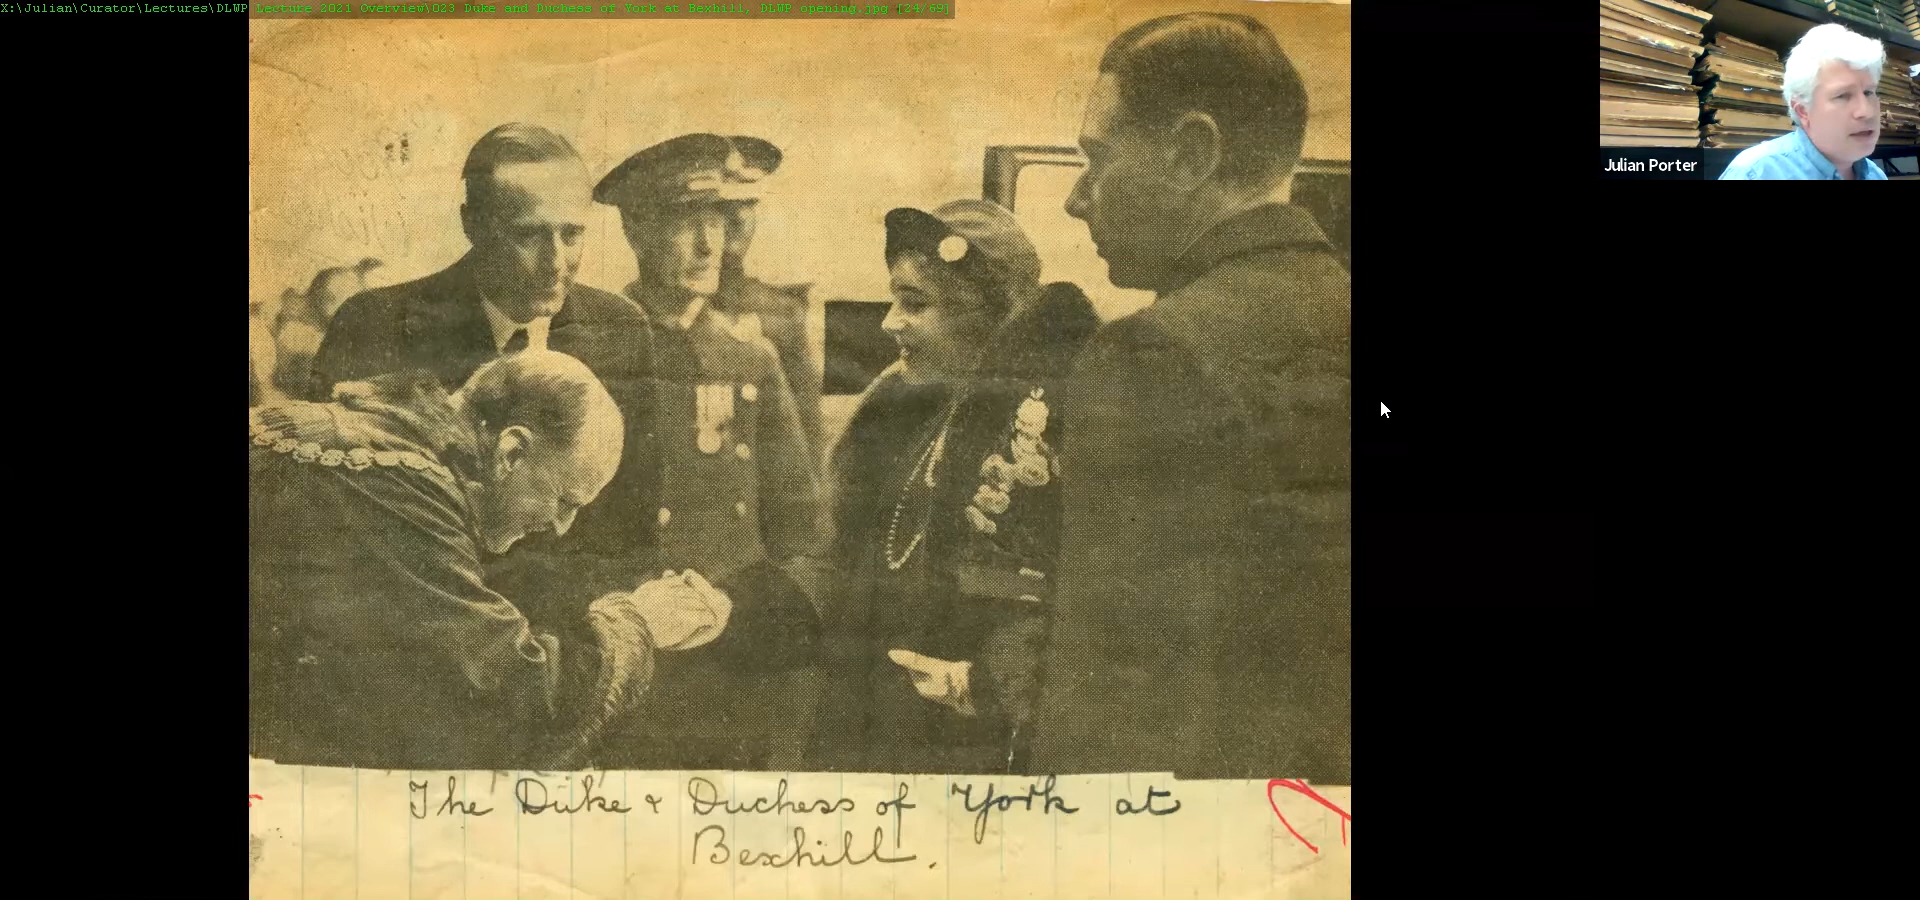 X:\Julian\Curator\Lectures\DLWP Lecture 2021 Overview\023 Duke and Duchess of York at Bexhill, DLWP opening.jpg [24/69]
Julian Porter
The Duke & Duchess of York at
Bexhill.